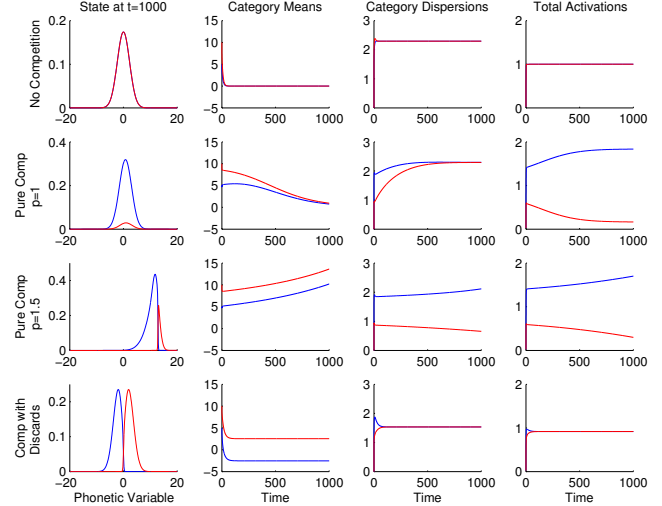 State at t=1000 Category Means Category Dispersions Total Activations
No Competition
0.2
0.1
0
−20 0 20
15
10
5
0
−5
0 500 1000
3
2
1
0
0 500 1000
2
1
0
0 500 1000
Pure Comp
p=1
0.4
0.2
0
−20 0 20
15
10
5
0
−5
0 500 1000
3
2
1
0
0 500 1000
2
1
0
0 500 1000
Pure Comp
p=1.5
0.4
0.2
0
−20 0 20
15
10
5
0
−5
0 500 1000
3
2
1
0
0 500 1000
2
1
0
0 500 1000
Comp with
Discards
0.2
0.1
0
−20 0 20
15
10
5
0
−5
0 500 1000
3
2
1
0
0 500 1000
2
1
0
0 500 1000
Phonetic Variable Time Time Time